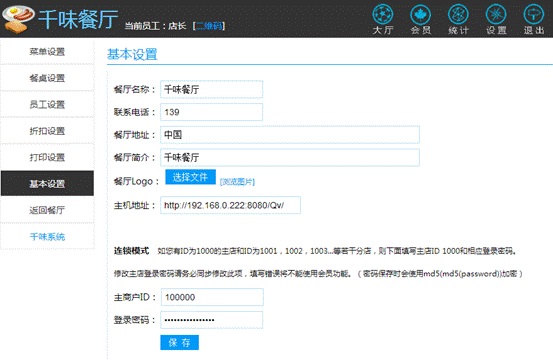 千味餐厅 当前员工：店长 [二维码]
大厅 会员 统计 设置 退出
菜单设置
餐桌设置
员工设置
折扣设置
打印设置
基本设置
返回餐厅
千味系统
基本设置
餐厅名称： 千味餐厅
联系电话： 139
餐厅地址： 中国
餐厅简介： 千味餐厅
餐厅Logo： 选择文件 [浏览图片]
主机地址： http://192.168.0.222:8080/Qv/
连锁模式 如您有ID为1000的主店和ID为1001，1002，1003...等若干分店，则下面填写主店ID 1000和相应登录密码。
修改主店登录密码请务必同步修改此项，填写错误将不能使用会员功能。（密码保存时会使用md5(md5(password))加密）
主商户ID： 100000
登录密码： •••••••••••••••
保 存